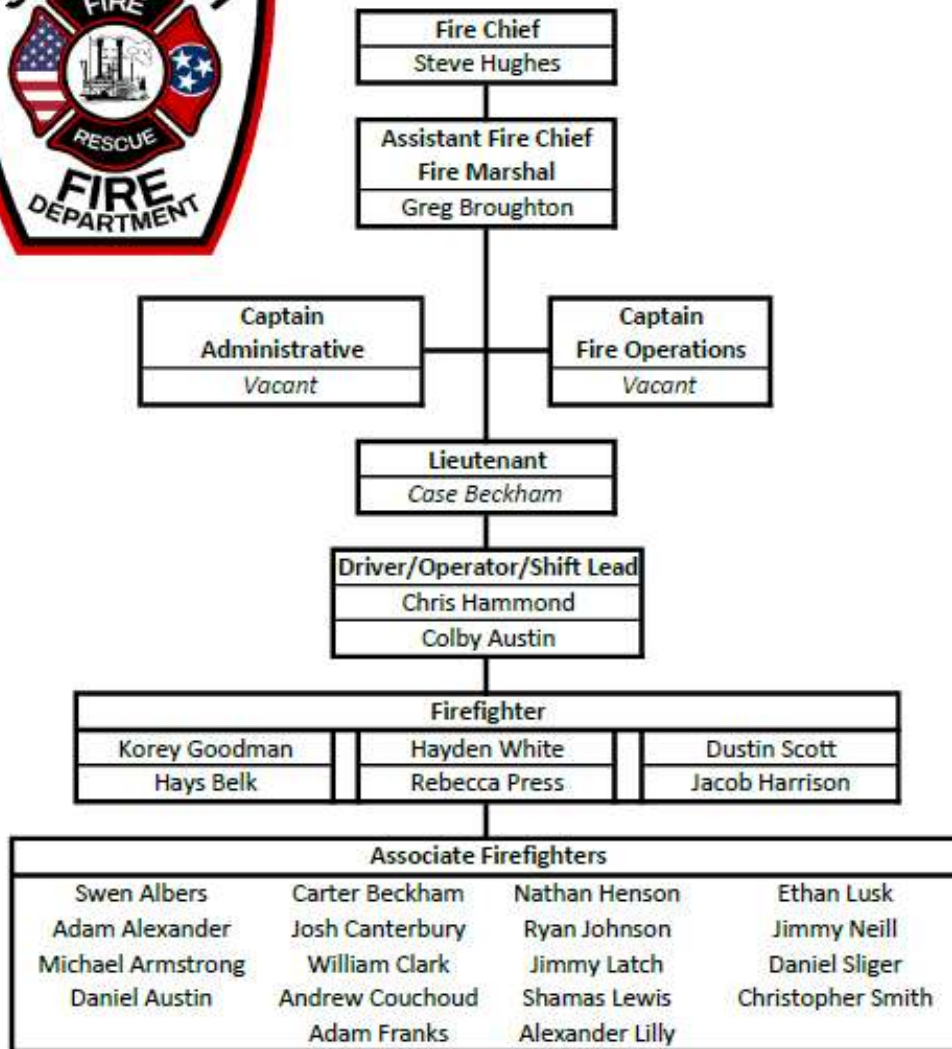 FIRE
RESCUE
FIRE
DEPARTMENT
Fire Chief
Steve Hughes
Assistant Fire Chief
Fire Marshal
Greg Broughton
Captain
Administrative
Vacant
Captain
Fire Operations
Vacant
Lieutenant
Case Beckham
Driver/Operator/Shift Lead
Chris Hammond
Colby Austin
Firefighter
Korey Goodman Hayden White Dustin Scott
Hays Belk Rebecca Press Jacob Harrison
Associate Firefighters
Swen Albers Carter Beckham Nathan Henson Ethan Lusk
Adam Alexander Josh Canterbury Ryan Johnson Jimmy Neill
Michael Armstrong William Clark Jimmy Latch Daniel Sliger
Daniel Austin Andrew Couchoud Shamas Lewis Christopher Smith
Adam Franks Alexander Lilly